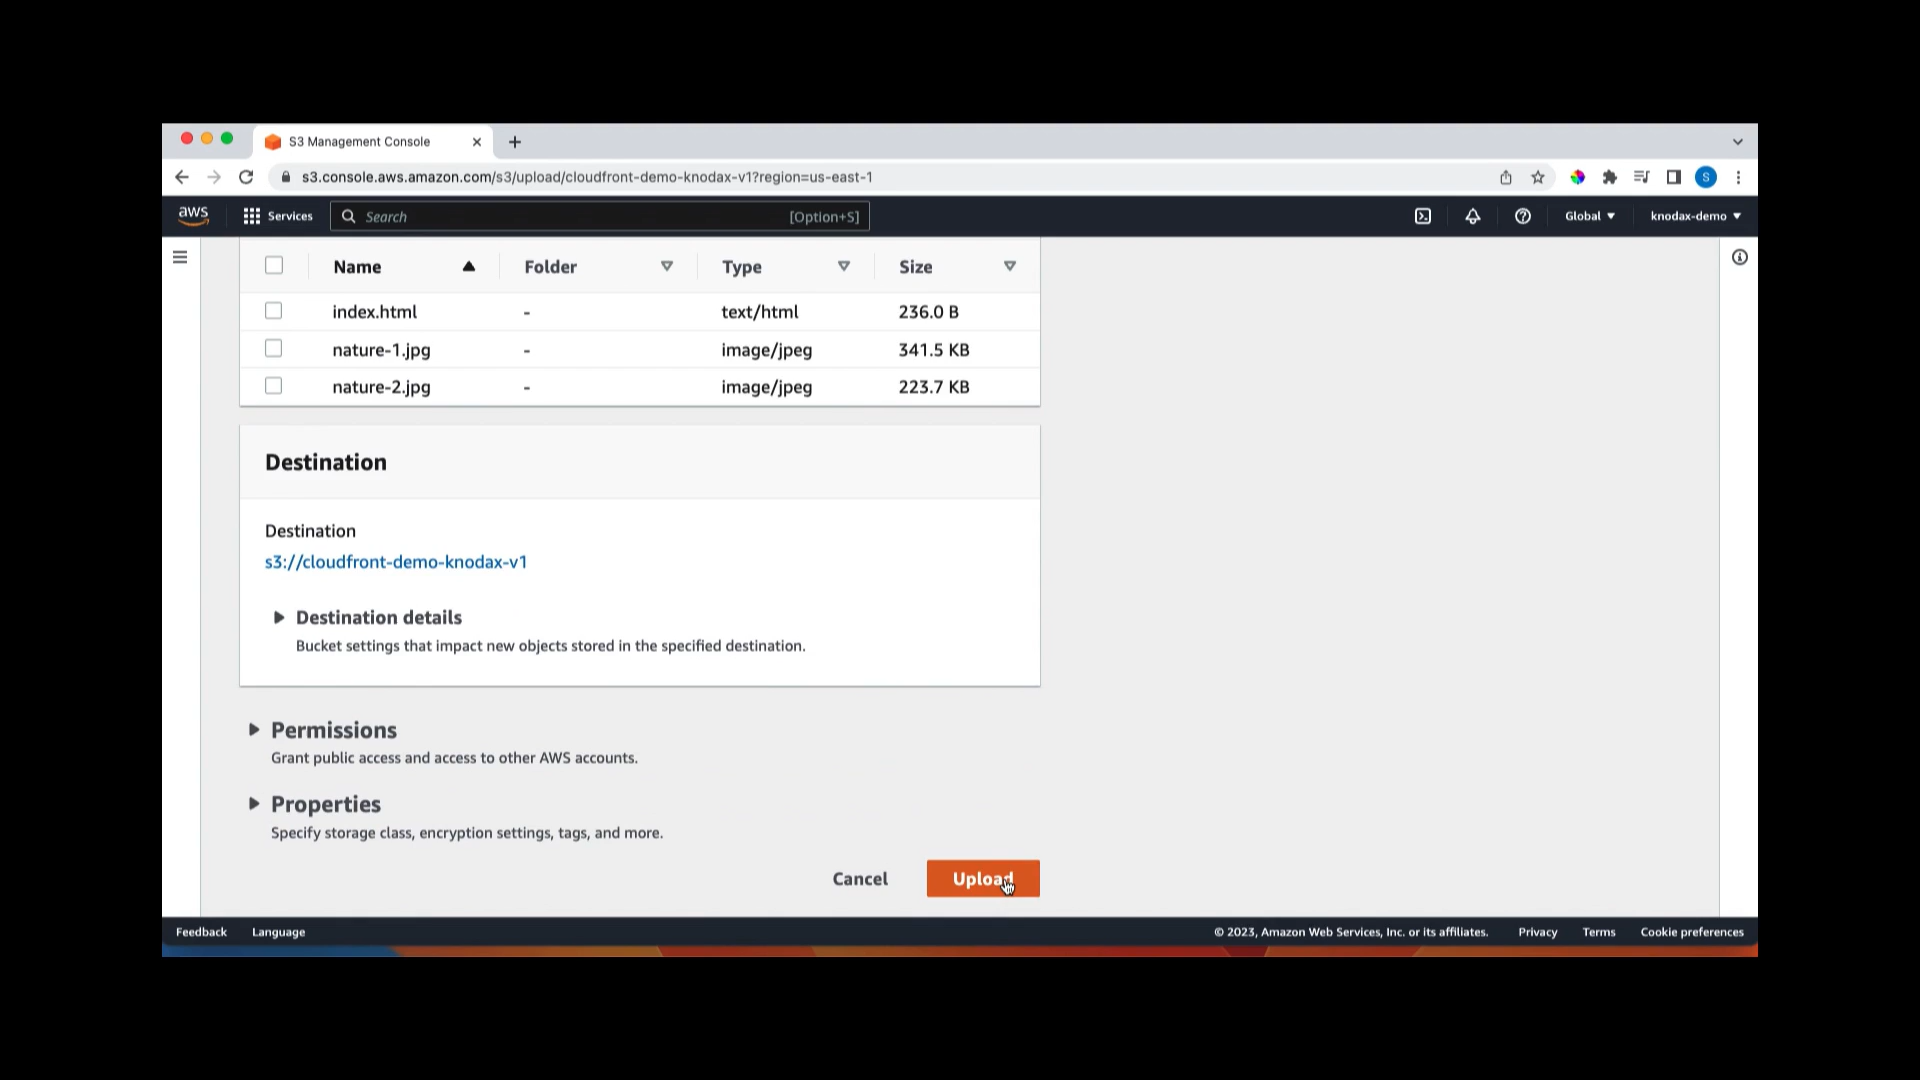 S3 Management Console
s3.console.aws.amazon.com/s3/upload/cloudfront-demo-knodax-v1?region=us-east-1
S
aws Services Search [Option+S] Global knodax-demo
Name Folder Type Size
index.html - text/html 236.0 B
nature-1.jpg - image/jpeg 341.5 KB
nature-2.jpg - image/jpeg 223.7 KB
Destination
Destination
s3://cloudfront-demo-knodax-v1
Destination details
Bucket settings that impact new objects stored in the specified destination.
Permissions
Grant public access and access to other AWS accounts.
Properties
Specify storage class, encryption settings, tags, and more.
Cancel Upload
Feedback Language © 2023, Amazon Web Services, Inc. or its affiliates. Privacy Terms Cookie preferences